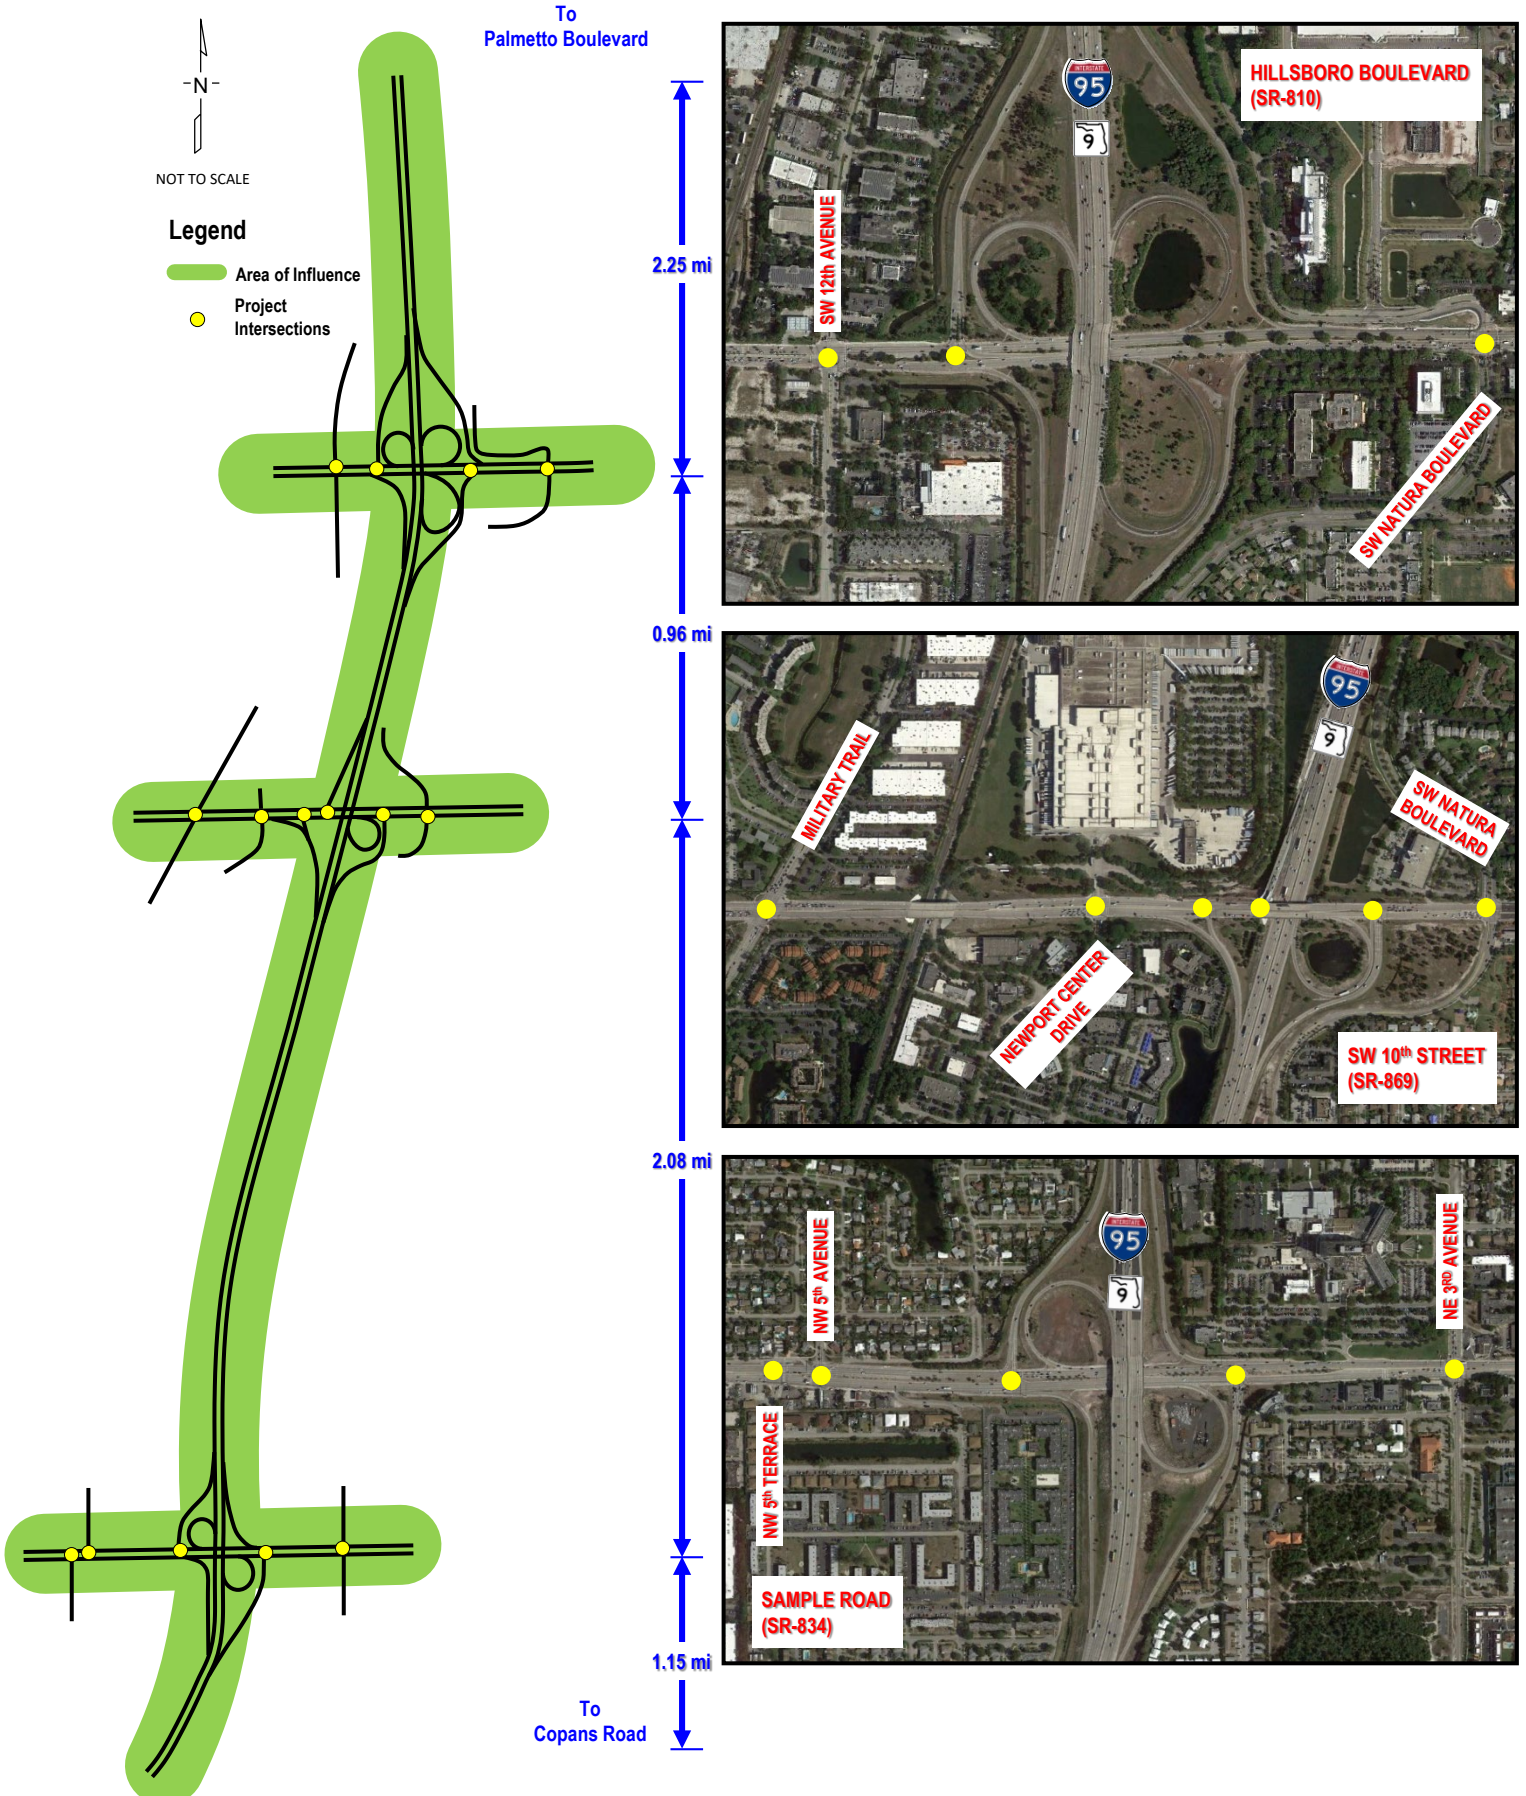 To
Palmetto Boulevard
-N-
NOT TO SCALE
Legend
Area of Influence
Project
Intersections
2.25 mi
0.96 mi
2.08 mi
1.15 mi
To
Copans Road
INTERSTATE
95
9
HILLSBORO BOULEVARD
(SR-810)
SW 12th AVENUE
SW NATURA BOULEVARD
INTERSTATE
95
9
MILITARY TRAIL
SW NATURA
BOULEVARD
NEWPORT CENTER
DRIVE
SW 10th STREET
(SR-869)
INTERSTATE
95
9
NW 5th AVENUE
NE 3RD AVENUE
NW 5th TERRACE
SAMPLE ROAD
(SR-834)